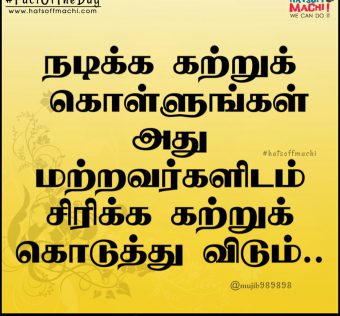 #FactOfTheDay
www.hatsoffmachi.com
HATSOFF
MACHI!
WE CAN DO IT
நடிக்க கற்றுக்
கொள்ளுங்கள்
அது
#hatsoffmachi
மற்றவர்களிடம்
சிரிக்க கற்றுக்
கொடுத்து விடும்..
@mujib989898